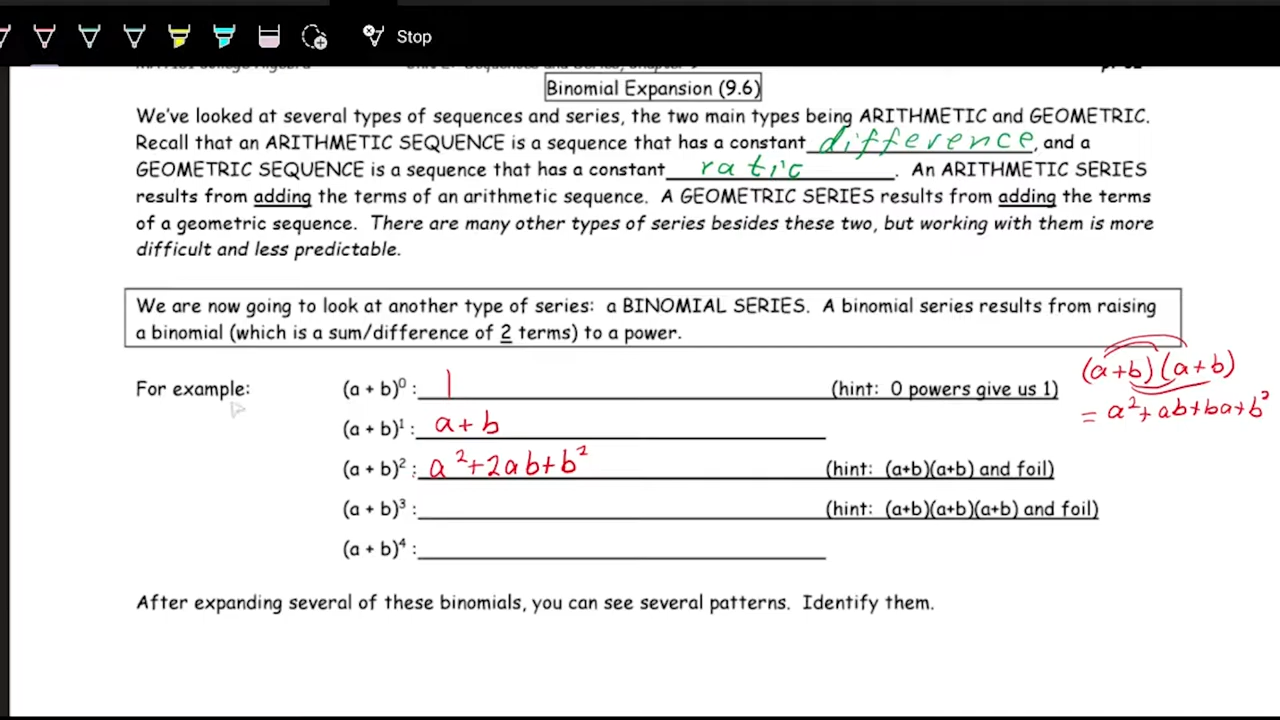 Stop
Binomial Expansion (9.6)
We've looked at several types of sequences and series, the two main types being ARITHMETIC and GEOMETRIC.
Recall that an ARITHMETIC SEQUENCE is a sequence that has a constant difference, and a
GEOMETRIC SEQUENCE is a sequence that has a constant ratio. An ARITHMETIC SERIES
results from adding the terms of an arithmetic sequence. A GEOMETRIC SERIES results from adding the terms
of a geometric sequence. There are many other types of series besides these two, but working with them is more
difficult and less predictable.
We are now going to look at another type of series: a BINOMIAL SERIES. A binomial series results from raising
a binomial (which is a sum/difference of 2 terms) to a power.
(a+b)(a+b)
= a²+ab+ba+b²
For example: (a + b)⁰ : 1 (hint: 0 powers give us 1)
(a + b)¹ : a+b
(a + b)² : a²+2ab+b² (hint: (a+b)(a+b) and foil)
(a + b)³ : (hint: (a+b)(a+b)(a+b) and foil)
(a + b)⁴ :
After expanding several of these binomials, you can see several patterns. Identify them.